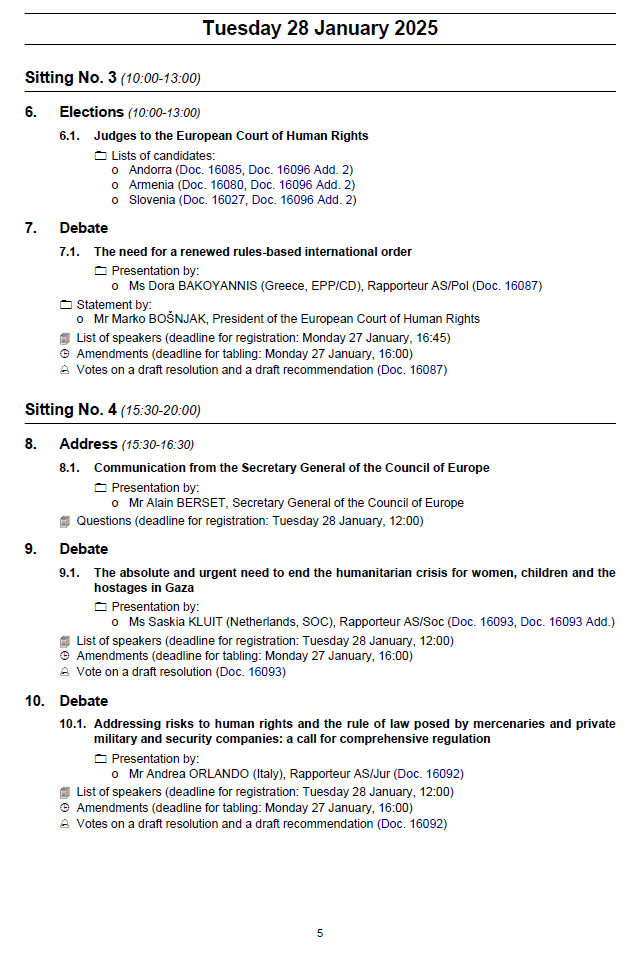 Tuesday 28 January 2025
Sitting No. 3 (10:00-13:00)
6. Elections (10:00-13:00)
6.1. Judges to the European Court of Human Rights
Lists of candidates:
o Andorra (Doc. 16085, Doc. 16096 Add. 2)
o Armenia (Doc. 16080, Doc. 16096 Add. 2)
o Slovenia (Doc. 16027, Doc. 16096 Add. 2)
7. Debate
7.1. The need for a renewed rules-based international order
Presentation by:
o Ms Dora BAKOYANNIS (Greece, EPP/CD), Rapporteur AS/Pol (Doc. 16087)
Statement by:
o Mr Marko BOŠNJAK, President of the European Court of Human Rights
List of speakers (deadline for registration: Monday 27 January, 16:45)
Amendments (deadline for tabling: Monday 27 January, 16:00)
Votes on a draft resolution and a draft recommendation (Doc. 16087)
Sitting No. 4 (15:30-20:00)
8. Address (15:30-16:30)
8.1. Communication from the Secretary General of the Council of Europe
Presentation by:
o Mr Alain BERSET, Secretary General of the Council of Europe
Questions (deadline for registration: Tuesday 28 January, 12:00)
9. Debate
9.1. The absolute and urgent need to end the humanitarian crisis for women, children and the
hostages in Gaza
Presentation by:
o Ms Saskia KLUIT (Netherlands, SOC), Rapporteur AS/Soc (Doc. 16093, Doc. 16093 Add.)
List of speakers (deadline for registration: Tuesday 28 January, 12:00)
Amendments (deadline for tabling: Monday 27 January, 16:00)
Vote on a draft resolution (Doc. 16093)
10. Debate
10.1. Addressing risks to human rights and the rule of law posed by mercenaries and private
military and security companies: a call for comprehensive regulation
Presentation by:
o Mr Andrea ORLANDO (Italy), Rapporteur AS/Jur (Doc. 16092)
List of speakers (deadline for registration: Tuesday 28 January, 12:00)
Amendments (deadline for tabling: Monday 27 January, 16:00)
Votes on a draft resolution and a draft recommendation (Doc. 16092)
5